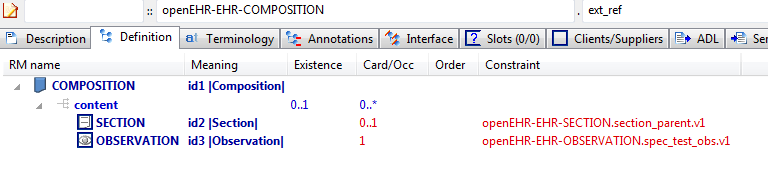 :: openEHR-EHR-COMPOSITION . ext_ref
Description Definition Terminology Annotations Interface Slots (0/0) Clients/Suppliers ADL Ser
RM name Meaning Existence Card/Occ Order Constraint
COMPOSITION id1 |Composition|
content 0..1 0..*
SECTION id2 |Section| 0..1 openEHR-EHR-SECTION.section_parent.v1
OBSERVATION id3 |Observation| 1 openEHR-EHR-OBSERVATION.spec_test_obs.v1